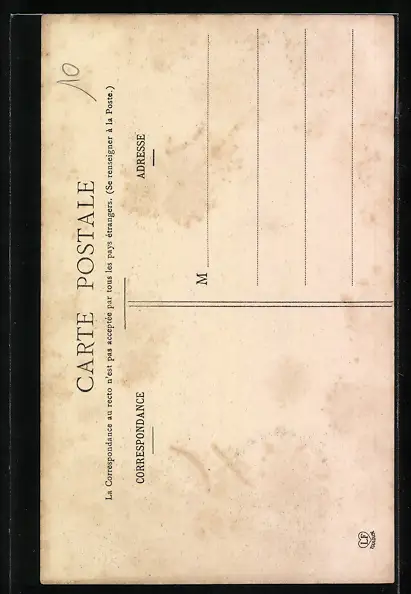 10
CARTE POSTALE
La Correspondance au recto n'est pas acceptée par tous les pays étrangers. (Se renseigner à la Poste.)
CORRESPONDANCE
ADRESSE
M
LF